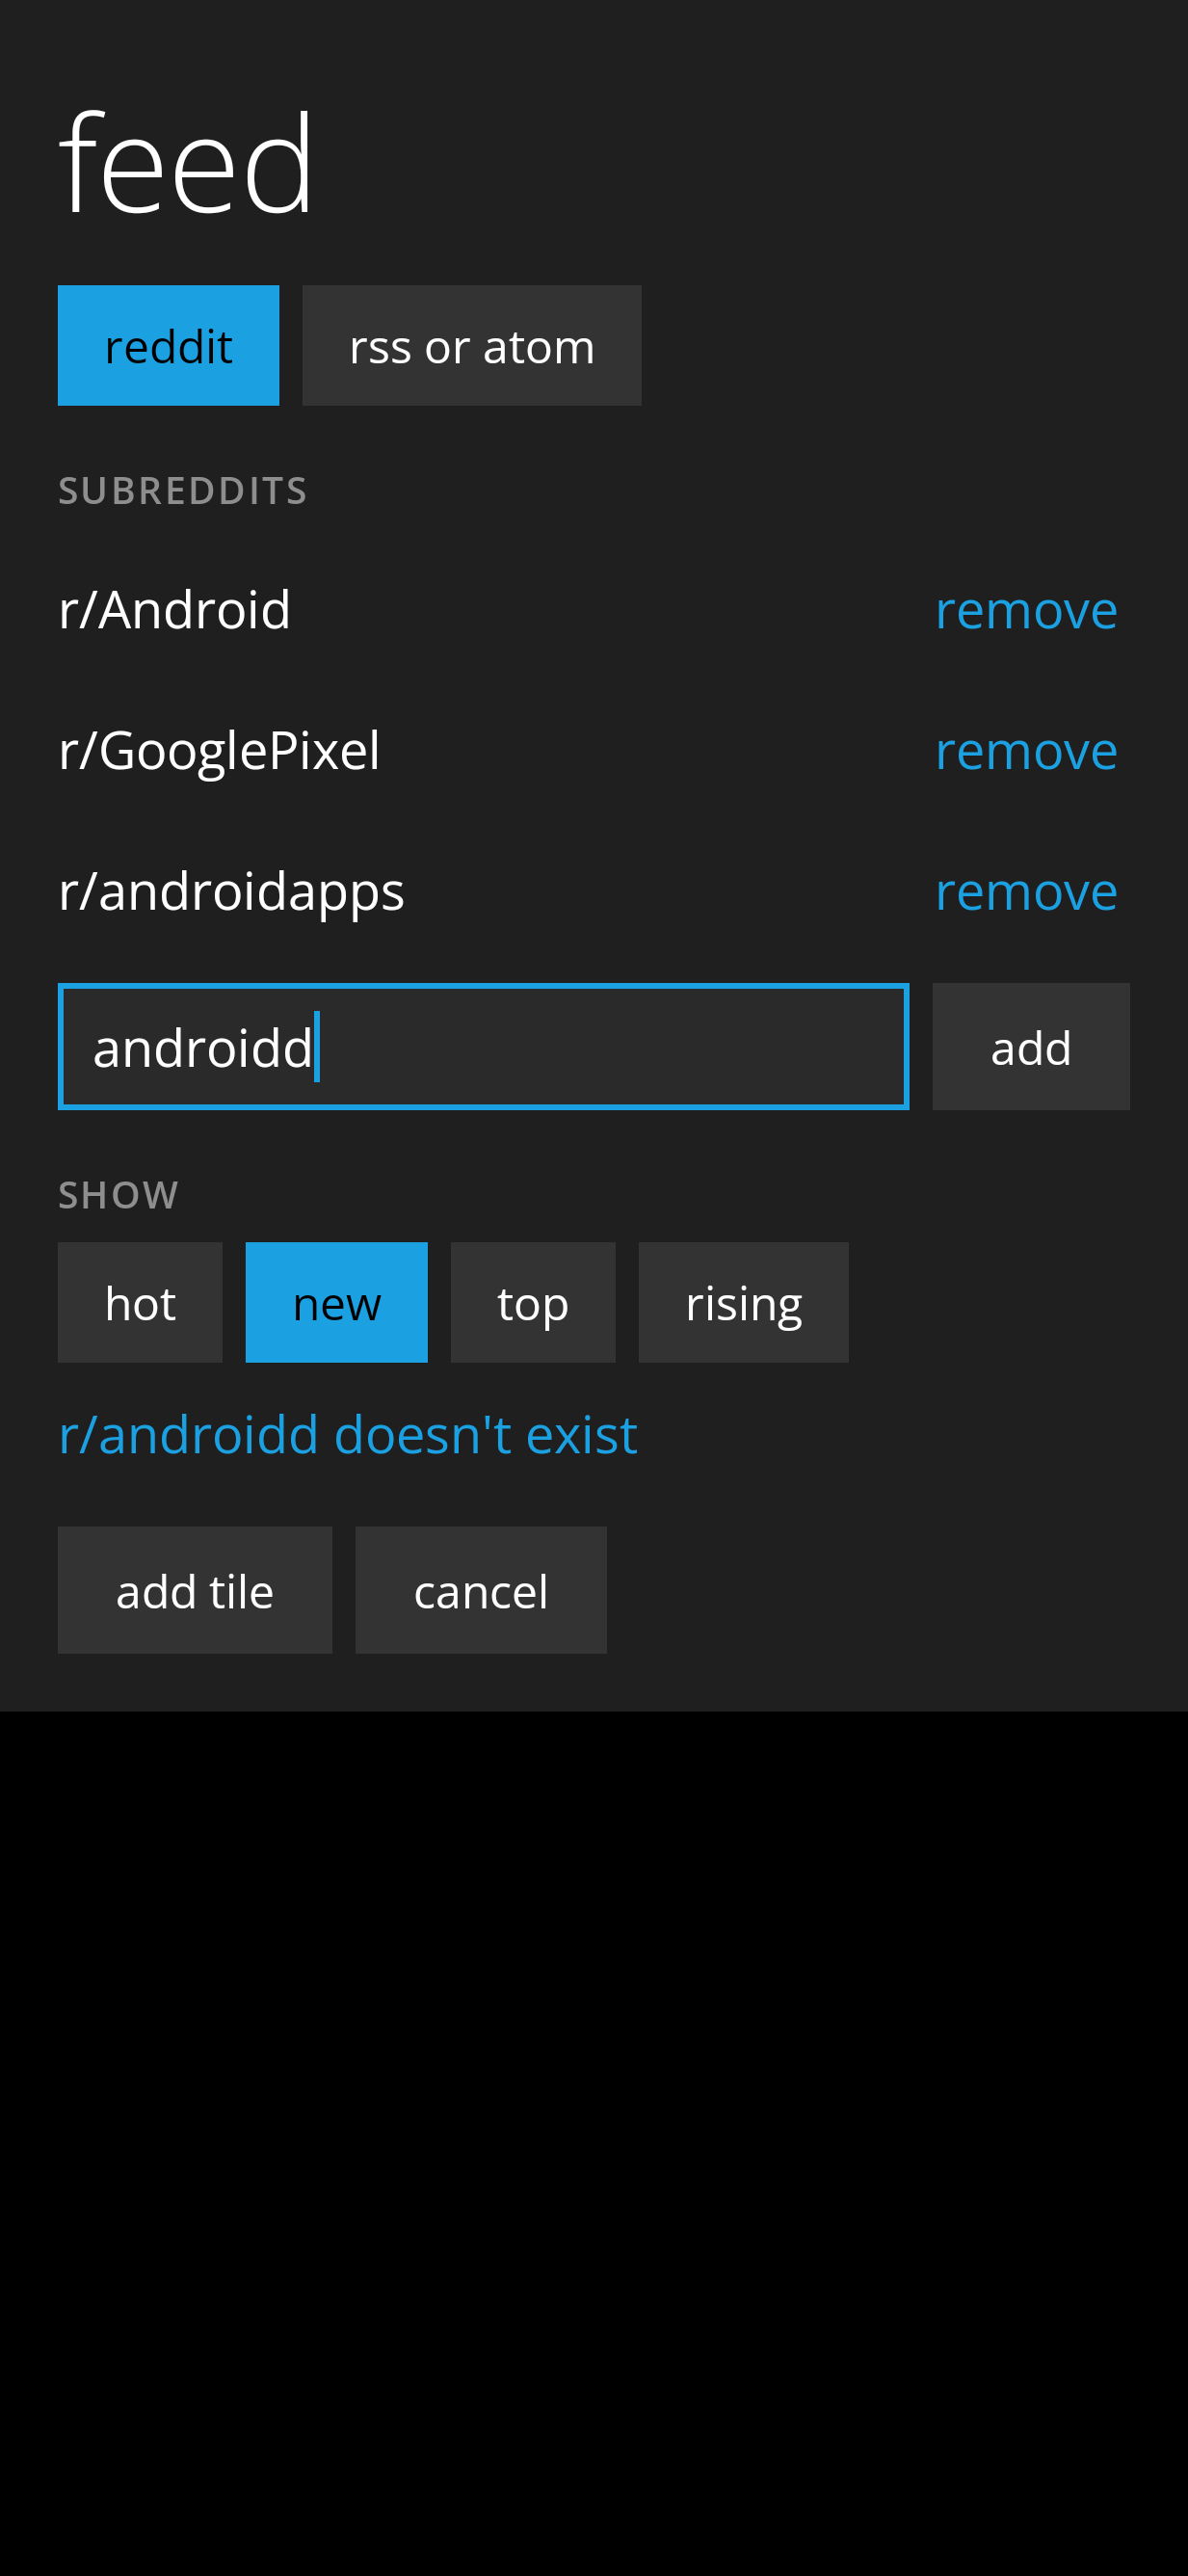 feed
reddit rss or atom
SUBREDDITS
r/Android remove
r/GooglePixel remove
r/androidapps remove
androidd add
SHOW
hot new top rising
r/androidd doesn't exist
add tile cancel